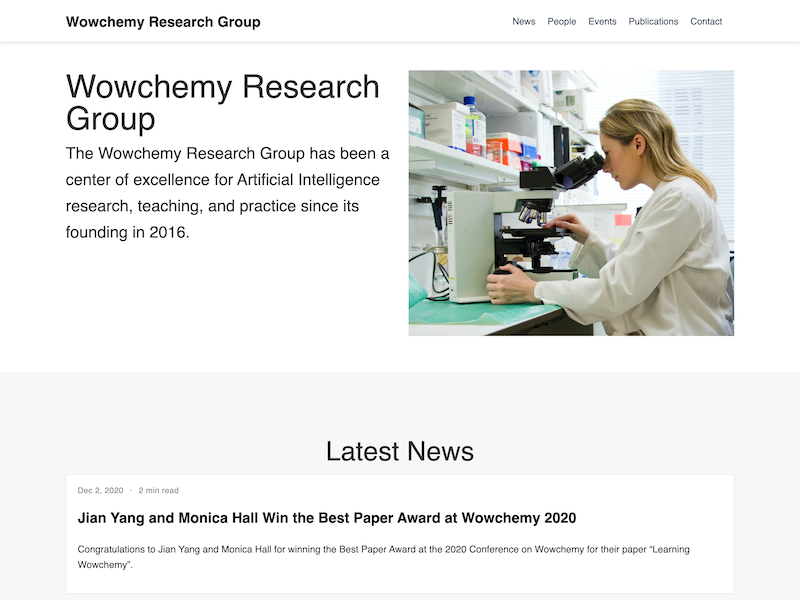 Wowchemy Research Group
News People Events Publications Contact
Wowchemy Research
Group
The Wowchemy Research Group has been a
center of excellence for Artificial Intelligence
research, teaching, and practice since its
founding in 2016.
Latest News
Dec 2, 2020 · 2 min read
Jian Yang and Monica Hall Win the Best Paper Award at Wowchemy 2020
Congratulations to Jian Yang and Monica Hall for winning the Best Paper Award at the 2020 Conference on Wowchemy for their paper “Learning
Wowchemy”.